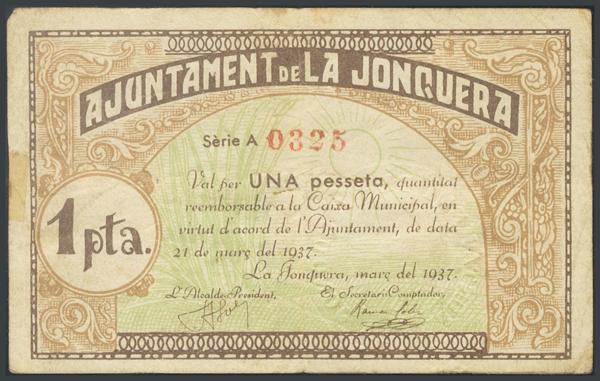 AJUNTAMENT DE LA JONQUERA
Sèrie A 0325
Val per UNA pesseta, quantitat
reemborsable a la Caixa Municipal, en
virtut d'acord de l'Ajuntament, de data
21 de març del 1937.
La Jonquera, març del 1937.
1 pta.
L'Alcalde-President, El Secretari-Comptador,